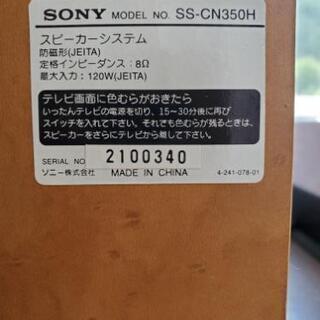 SONY MODEL NO. SS-CN350H
スピーカーシステム
防磁形(JEITA)
定格インピーダンス：8Ω
最大入力：120W(JEITA)
テレビ画面に色むらがおきたら
いったんテレビの電源を切り、15～30分後に再び
スイッチを入れて下さい。それでも色むらが残るときは、
スピーカーをさらにテレビから離して下さい。
SERIAL NO. 2100340
ソニー株式会社 MADE IN CHINA 4-241-078-01